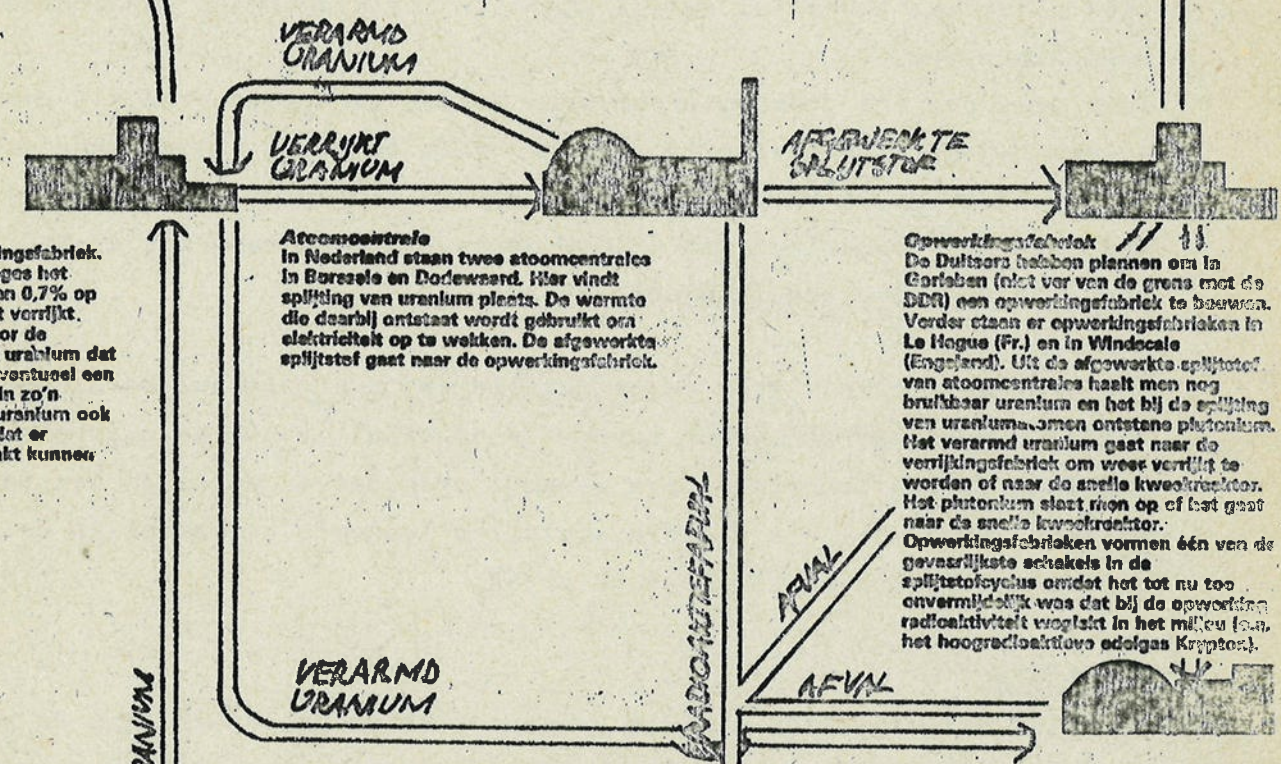 VERARMD
URANIUM
VERRIJKT
URANIUM
AFGEWERKTE
SPLIJTSTOF
ingsfabriek.
ges het
n 0,7% op
t verrijkt.
or de
uranium dat
ventueel een
in zo'n
uranium ook
dat er
akt kunnen
Atoomcentrale
In Nederland staan twee atoomcentrales
in Borssele en Dodewaard. Hier vindt
splijting van uranium plaats. De warmte
die daarbij ontstaat wordt gebruikt om
elektriciteit op te wekken. De afgewerkte
splijtstof gaat naar de opwerkingsfabriek.
Opwerkingsfabriek
De Duitsers hebben plannen om in
Gorleben (niet ver van de grens met de
DDR) een opwerkingsfabriek te bouwen.
Verder staan er opwerkingsfabrieken in
Le Hague (Fr.) en in Windscale
(Engeland). Uit de afgewerkte splijtstof
van atoomcentrales haalt men nog
bruikbaar uranium en het bij de splijting
van uraniumatomen ontstane plutonium.
Het verarmd uranium gaat naar de
verrijkingsfabriek om weer verrijkt te
worden of naar de snelle kweekreaktor.
Het plutonium slaat men op of het gaat
naar de snelle kweekreaktor.
Opwerkingsfabrieken vormen één van de
gevaarlijkste schakels in de
splijtstofcyclus omdat het tot nu toe
onvermijdelijk was dat bij de opwerking
radioaktiviteit weglekt in het milieu (o.a.
het hoogradioaktieve edelgas Krypton).
RADIOAKTIEFAFVAL
AFVAL
AFVAL
VERARMD
URANIUM
RANIUM